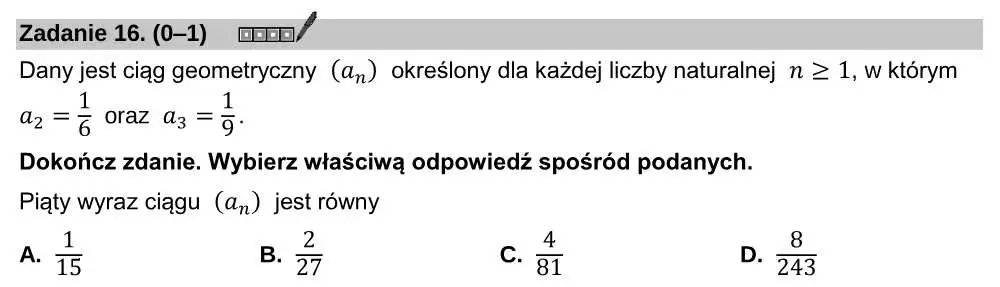 Zadanie 16. (0–1)
Dany jest ciąg geometryczny (aₙ) określony dla każdej liczby naturalnej n ≥ 1, w którym
a₂ = 1/6 oraz a₃ = 1/9.
Dokończ zdanie. Wybierz właściwą odpowiedź spośród podanych.
Piąty wyraz ciągu (aₙ) jest równy
A. 1/15 B. 2/27 C. 4/81 D. 8/243